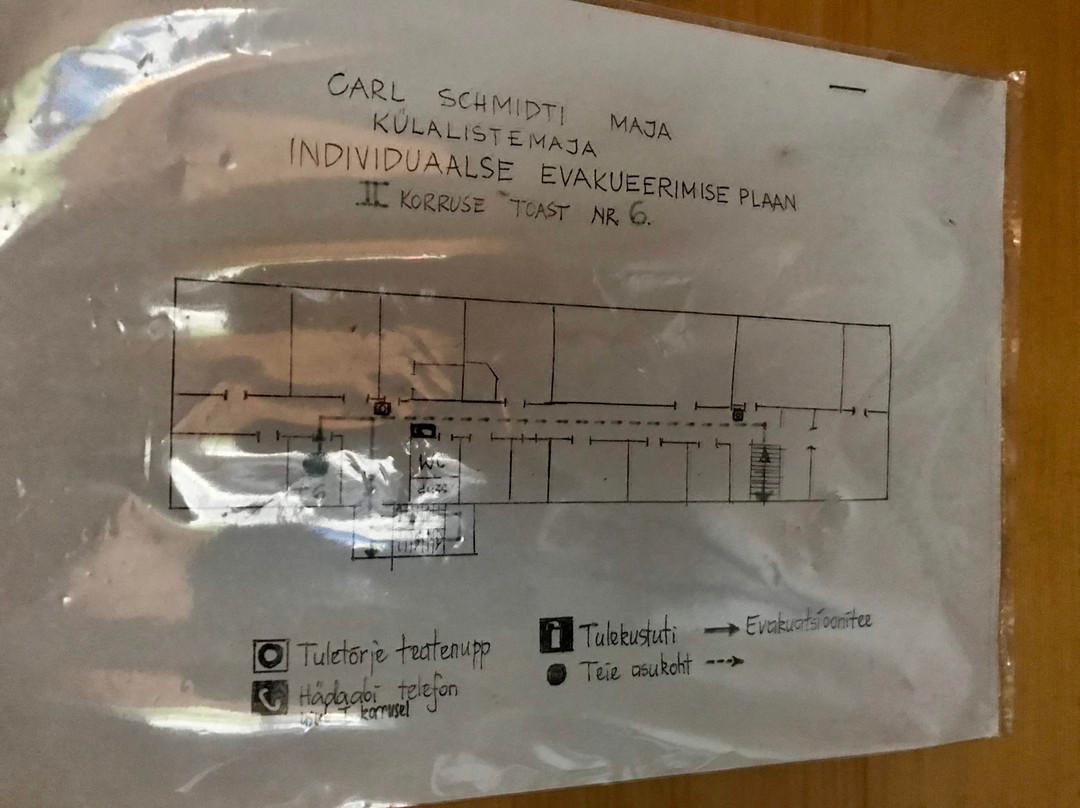 CARL SCHMIDTI MAJA
KÜLALISTEMAJA
INDIVIDUAALSE EVAKUEERIMISE PLAAN
II KORRUSE TOAST NR 6.
WC
Tuletõrje teatenupp
Hädaabi telefon
I korrusel
Tulekustuti
Teie asukoht
Evakuatsioonitee